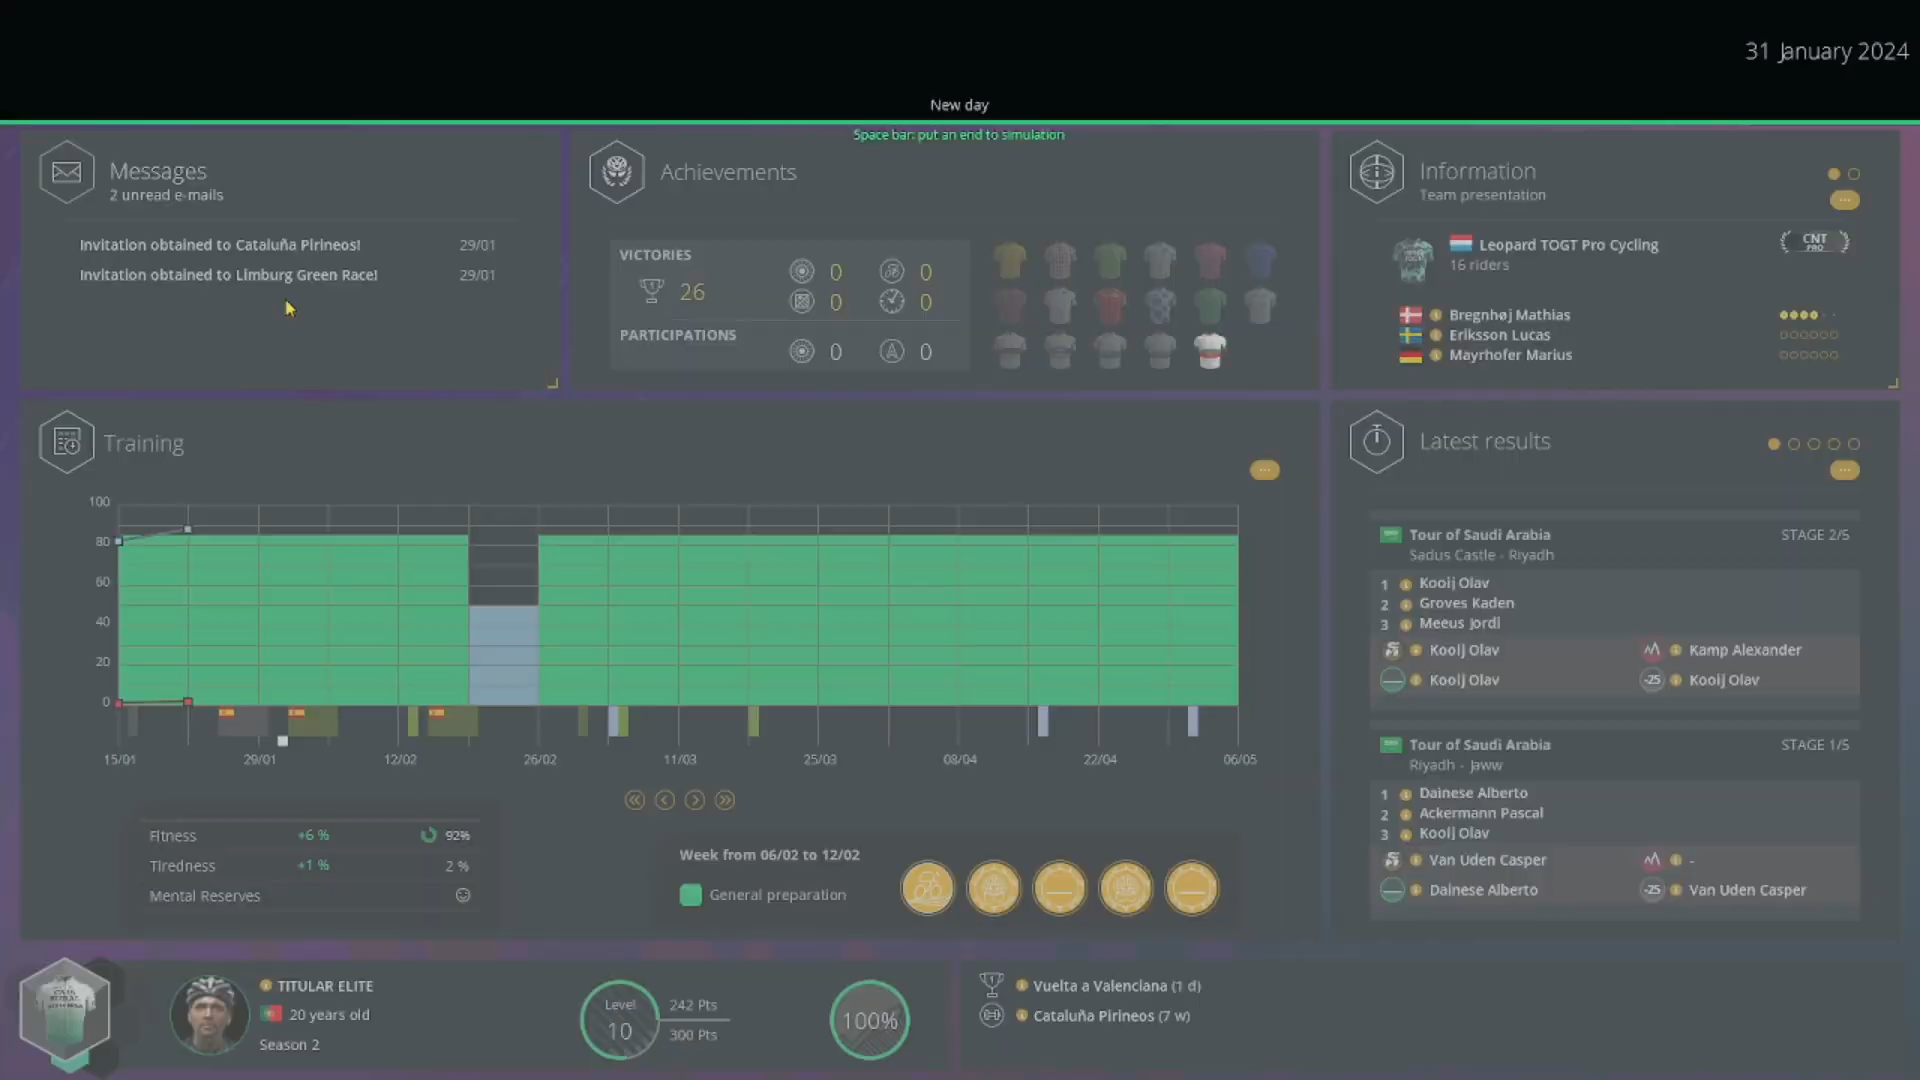 31 January 2024
New day
Space bar: put an end to simulation
Messages
2 unread e-mails
Invitation obtained to Cataluña Pirineos! 29/01
Invitation obtained to Limburg Green Race! 29/01
Achievements
VICTORIES
26
0 0
0 0
PARTICIPATIONS
0 0
Information
Team presentation
Leopard TOGT Pro Cycling
16 riders
CNT
PRO
Bregnhøj Mathias
Eriksson Lucas
Mayrhofer Marius
Training
100
80
60
40
20
0
15/01 29/01 12/02 26/02 11/03 25/03 08/04 22/04 06/05
Fitness +6 % 92%
Tiredness +1 % 2 %
Mental Reserves
Week from 06/02 to 12/02
General preparation
Latest results
Tour of Saudi Arabia STAGE 2/5
Sadus Castle - Riyadh
1 Kooij Olav
2 Groves Kaden
3 Meeus Jordi
Kooij Olav Kamp Alexander
Kooij Olav -25 Kooij Olav
Tour of Saudi Arabia STAGE 1/5
Riyadh - Jaww
1 Dainese Alberto
2 Ackermann Pascal
3 Kooij Olav
Van Uden Casper -
Dainese Alberto -25 Van Uden Casper
TITULAR ELITE
20 years old
Season 2
Level
10
242 Pts
300 Pts
100%
Vuelta a Valenciana (1 d)
Cataluña Pirineos (7 w)